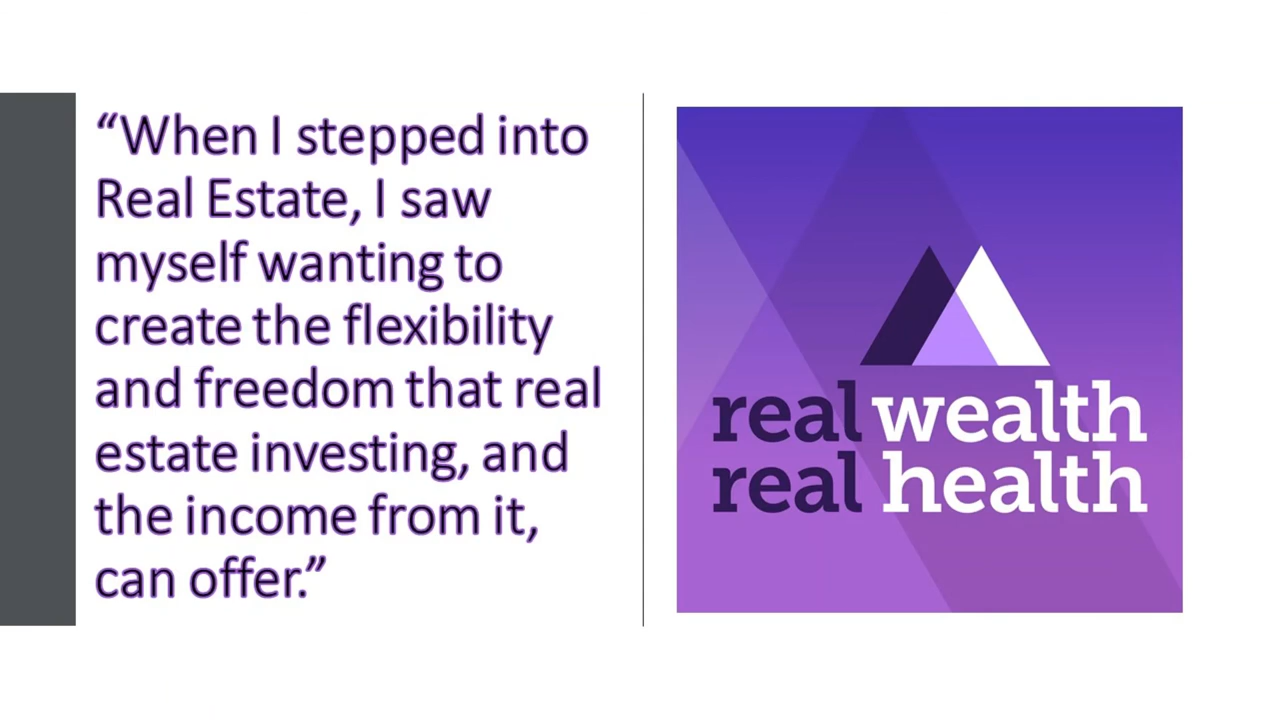 “When I stepped into
Real Estate, I saw
myself wanting to
create the flexibility
and freedom that real
estate investing, and
the income from it,
can offer.”
real wealth
real health